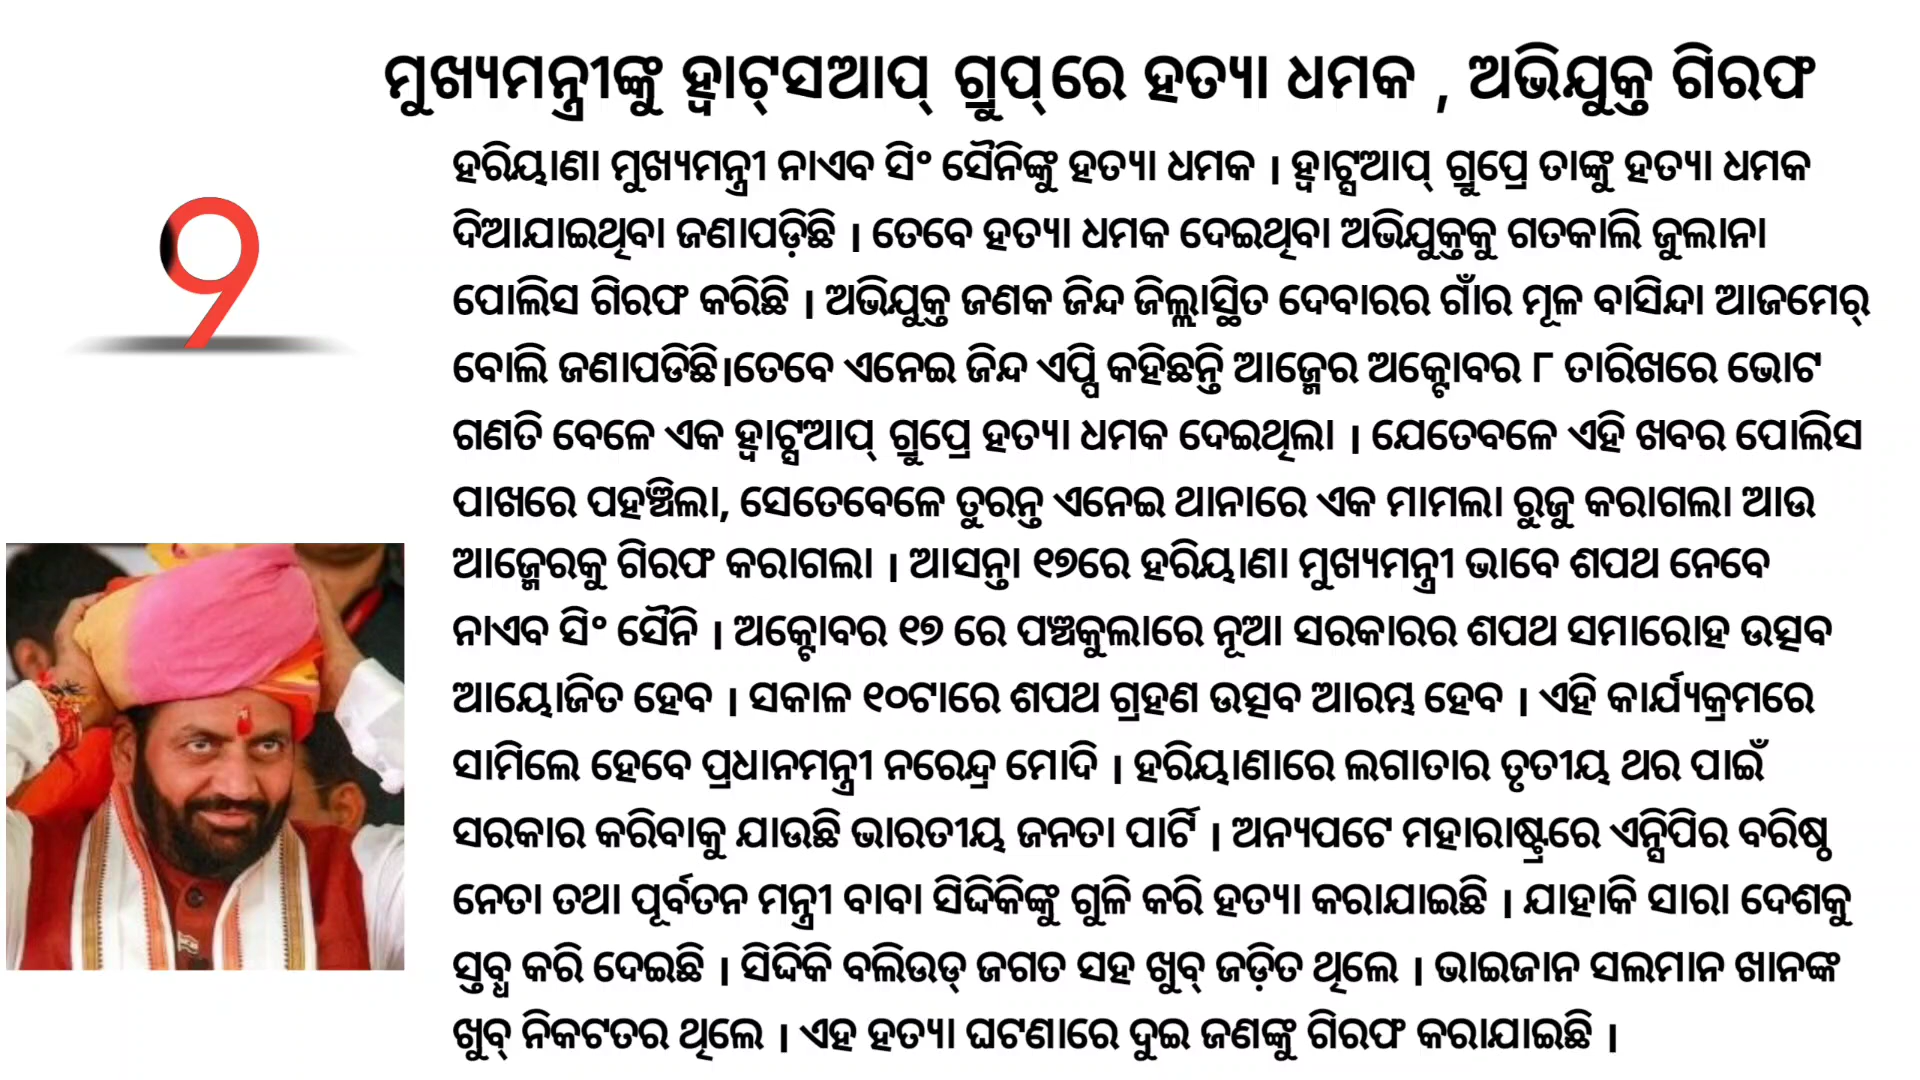 ମୁଖ୍ୟମନ୍ତ୍ରୀଙ୍କୁ ହ୍ୱାଟ୍‌ସଆପ୍ ଗ୍ରୁପ୍‌ରେ ହତ୍ୟା ଧମକ , ଅଭିଯୁକ୍ତ ଗିରଫ
9
ହରିୟାଣା ମୁଖ୍ୟମନ୍ତ୍ରୀ ନାଏବ ସିଂ ସୈନିଙ୍କୁ ହତ୍ୟା ଧମକ । ହ୍ୱାଟ୍ସଆପ୍ ଗ୍ରୁପ୍ରେ ତାଙ୍କୁ ହତ୍ୟା ଧମକ
ଦିଆଯାଇଥିବା ଜଣାପଡ଼ିଛି । ତେବେ ହତ୍ୟା ଧମକ ଦେଇଥିବା ଅଭିଯୁକ୍ତକୁ ଗତକାଲି ଜୁଲାନା
ପୋଲିସ ଗିରଫ କରିଛି । ଅଭିଯୁକ୍ତ ଜଣକ ଜିନ୍ଦ ଜିଲ୍ଲାସ୍ଥିତ ଦେବାରର ଗାଁର ମୂଳ ବାସିନ୍ଦା ଆଜମେର୍
ବୋଲି ଜଣାପଡିଛି।ତେବେ ଏନେଇ ଜିନ୍ଦ ଏପ୍ପି କହିଛନ୍ତି ଆଜ୍ମେର ଅକ୍ଟୋବର ୮ ତାରିଖରେ ଭୋଟ
ଗଣତି ବେଳେ ଏକ ହ୍ୱାଟ୍ସଆପ୍ ଗ୍ରୁପ୍ରେ ହତ୍ୟା ଧମକ ଦେଇଥିଲା । ଯେତେବଳେ ଏହି ଖବର ପୋଲିସ
ପାଖରେ ପହଞ୍ଚିଲା, ସେତେବେଳେ ତୁରନ୍ତ ଏନେଇ ଥାନାରେ ଏକ ମାମଲା ରୁଜୁ କରାଗଲା ଆଉ
ଆଜ୍ମେରକୁ ଗିରଫ କରାଗଲା । ଆସନ୍ତା ୧୭ରେ ହରିୟାଣା ମୁଖ୍ୟମନ୍ତ୍ରୀ ଭାବେ ଶପଥ ନେବେ
ନାଏବ ସିଂ ସୈନି । ଅକ୍ଟୋବର ୧୭ ରେ ପଞ୍ଚକୁଲାରେ ନୂଆ ସରକାରର ଶପଥ ସମାରୋହ ଉତ୍ସବ
ଆୟୋଜିତ ହେବ । ସକାଳ ୧୦ଟାରେ ଶପଥ ଗ୍ରହଣ ଉତ୍ସବ ଆରମ୍ଭ ହେବ । ଏହି କାର୍ଯ୍ୟକ୍ରମରେ
ସାମିଲେ ହେବେ ପ୍ରଧାନମନ୍ତ୍ରୀ ନରେନ୍ଦ୍ର ମୋଦି । ହରିୟାଣାରେ ଲଗାତାର ତୃତୀୟ ଥର ପାଇଁ
ସରକାର କରିବାକୁ ଯାଉଛି ଭାରତୀୟ ଜନତା ପାର୍ଟି । ଅନ୍ୟପଟେ ମହାରାଷ୍ଟ୍ରରେ ଏନ୍ସିପିର ବରିଷ୍ଠ
ନେତା ତଥା ପୂର୍ବତନ ମନ୍ତ୍ରୀ ବାବା ସିଦ୍ଦିକିଙ୍କୁ ଗୁଳି କରି ହତ୍ୟା କରାଯାଇଛି । ଯାହାକି ସାରା ଦେଶକୁ
ସ୍ତବ୍ଧ କରି ଦେଇଛି । ସିଦ୍ଦିକି ବଲିଉଡ୍ ଜଗତ ସହ ଖୁବ୍ ଜଡ଼ିତ ଥିଲେ । ଭାଇଜାନ ସଲମାନ ଖାନଙ୍କ
ଖୁବ୍ ନିକଟତର ଥିଲେ । ଏହ ହତ୍ୟା ଘଟଣାରେ ଦୁଇ ଜଣଙ୍କୁ ଗିରଫ କରାଯାଇଛି ।